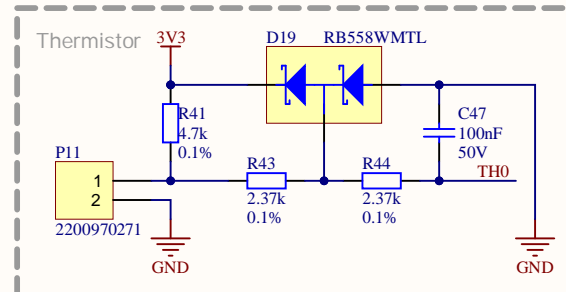 Thermistor
3V3
D19
RB558WMTL
R41
4.7k
0.1%
C47
100nF
50V
P11
1
2
2200970271
R43
2.37k
0.1%
R44
2.37k
0.1%
TH0
GND
GND